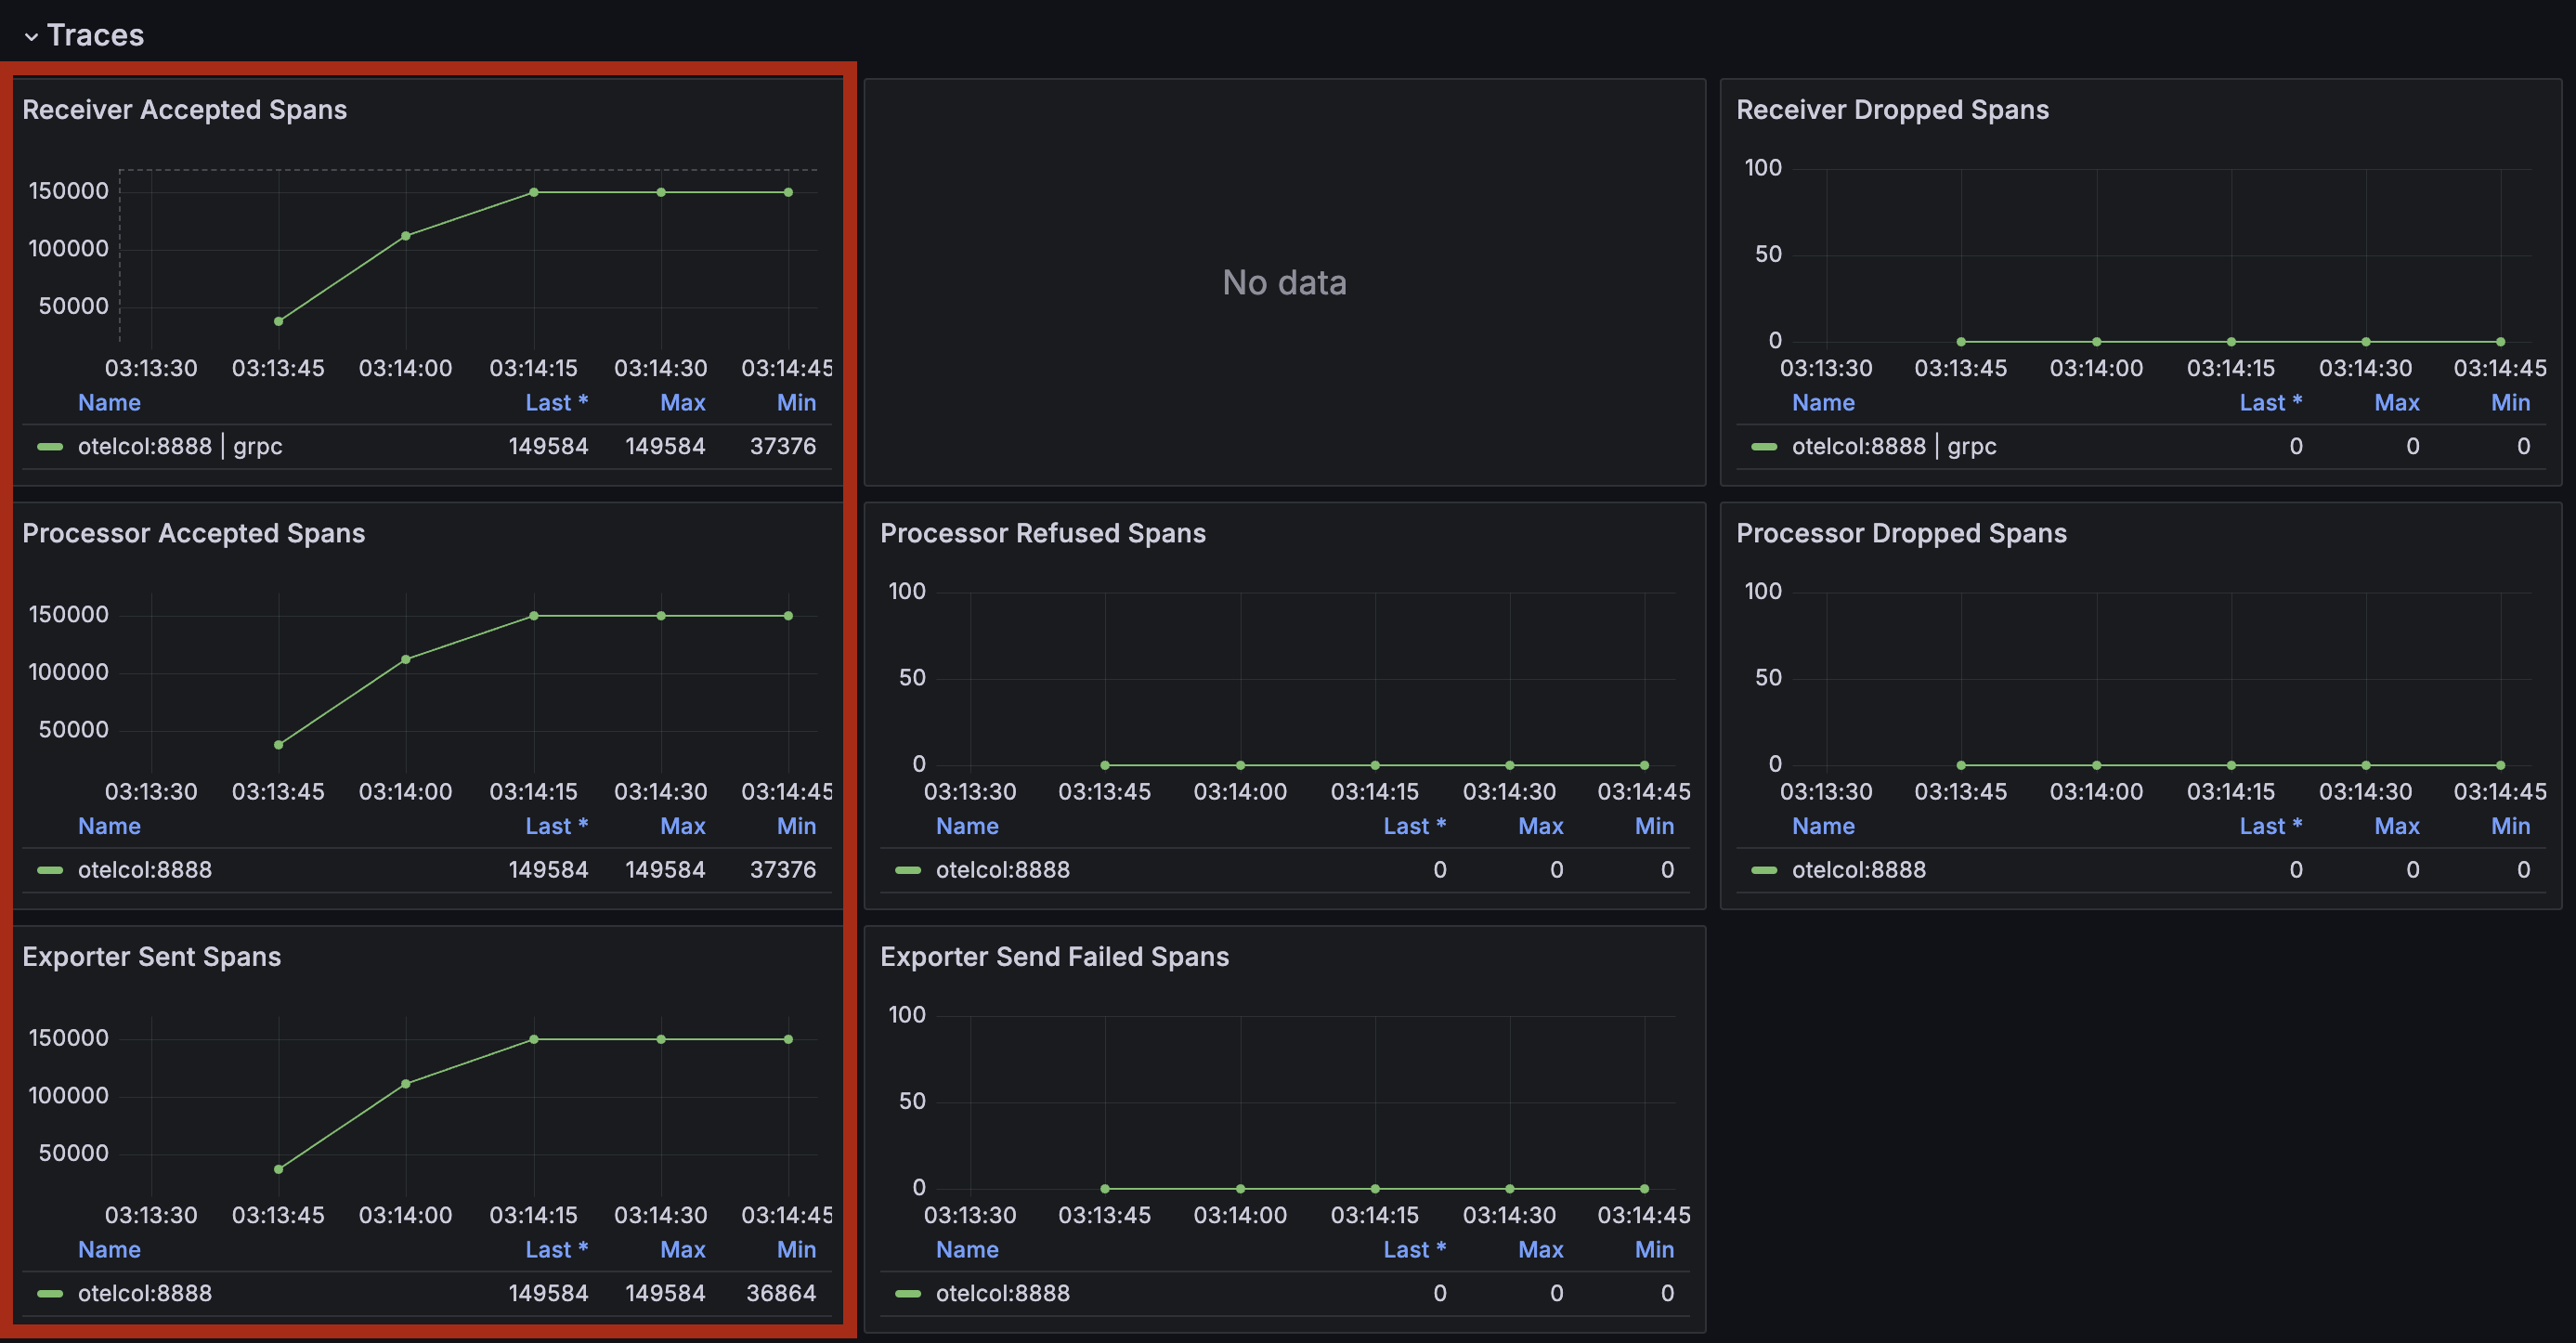 Traces
Receiver Accepted Spans
150000
100000
50000
03:13:30 03:13:45 03:14:00 03:14:15 03:14:30 03:14:45
Name Last * Max Min
otelcol:8888 | grpc 149584 149584 37376
No data
Receiver Dropped Spans
100
50
0
03:13:30 03:13:45 03:14:00 03:14:15 03:14:30 03:14:45
Name Last * Max Min
otelcol:8888 | grpc 0 0 0
Processor Accepted Spans
150000
100000
50000
03:13:30 03:13:45 03:14:00 03:14:15 03:14:30 03:14:45
Name Last * Max Min
otelcol:8888 149584 149584 37376
Processor Refused Spans
100
50
0
03:13:30 03:13:45 03:14:00 03:14:15 03:14:30 03:14:45
Name Last * Max Min
otelcol:8888 0 0 0
Processor Dropped Spans
100
50
0
03:13:30 03:13:45 03:14:00 03:14:15 03:14:30 03:14:45
Name Last * Max Min
otelcol:8888 0 0 0
Exporter Sent Spans
150000
100000
50000
03:13:30 03:13:45 03:14:00 03:14:15 03:14:30 03:14:45
Name Last * Max Min
otelcol:8888 149584 149584 36864
Exporter Send Failed Spans
100
50
0
03:13:30 03:13:45 03:14:00 03:14:15 03:14:30 03:14:45
Name Last * Max Min
otelcol:8888 0 0 0